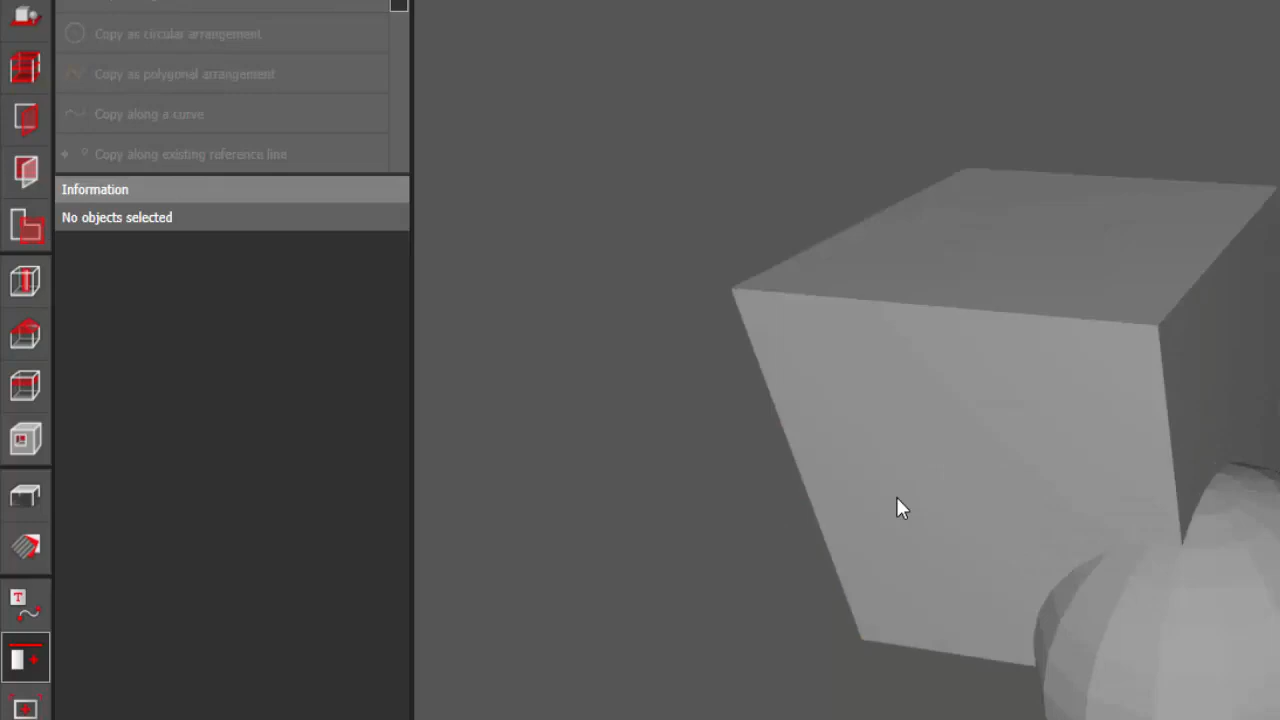 Copy as circular arrangement
Copy as polygonal arrangement
Copy along a curve
Copy along existing reference line
Information
No objects selected
T